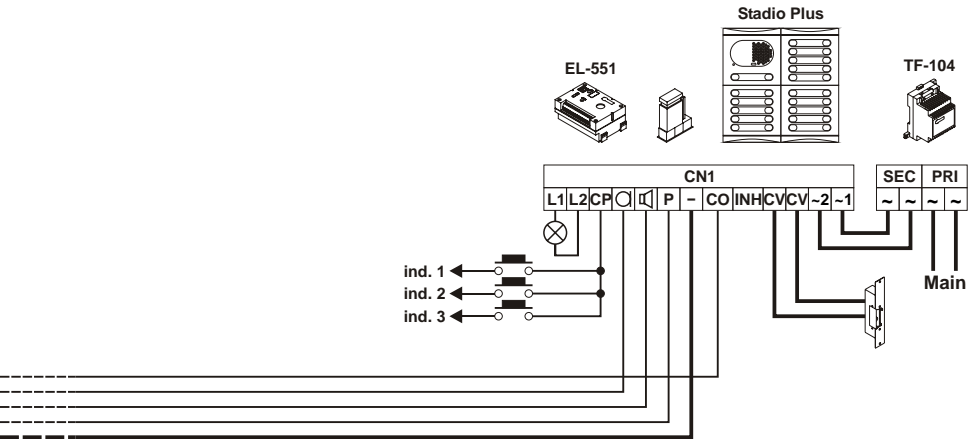 Stadio Plus
EL-551
TF-104
CN1
SEC PRI
L1 L2 CP P – CO INH CV CV ~2 ~1 ~ ~ ~ ~
ind. 1
ind. 2
Main
ind. 3